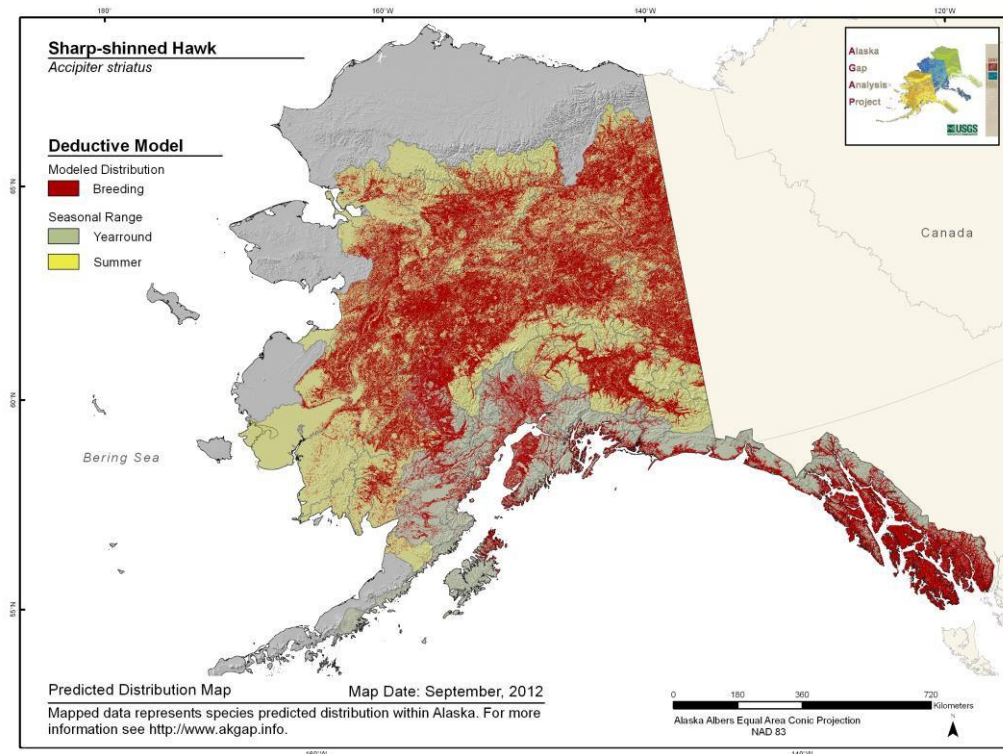 160°W
140°W
120°W
Sharp-shinned Hawk
Accipiter striatus
Deductive Model
Modeled Distribution
Breeding
Seasonal Range
Yearround
Summer
Alaska
Gap
Analysis
Project
USGS
65°N
Canada
60°N
Bering Sea
55°N
Predicted Distribution Map
Map Date: September, 2012
Mapped data represents species predicted distribution within Alaska. For more
information see http://www.akgap.info.
0 180 360 720
Kilometers
Alaska Albers Equal Area Conic Projection
NAD 83
N
160°W
140°W